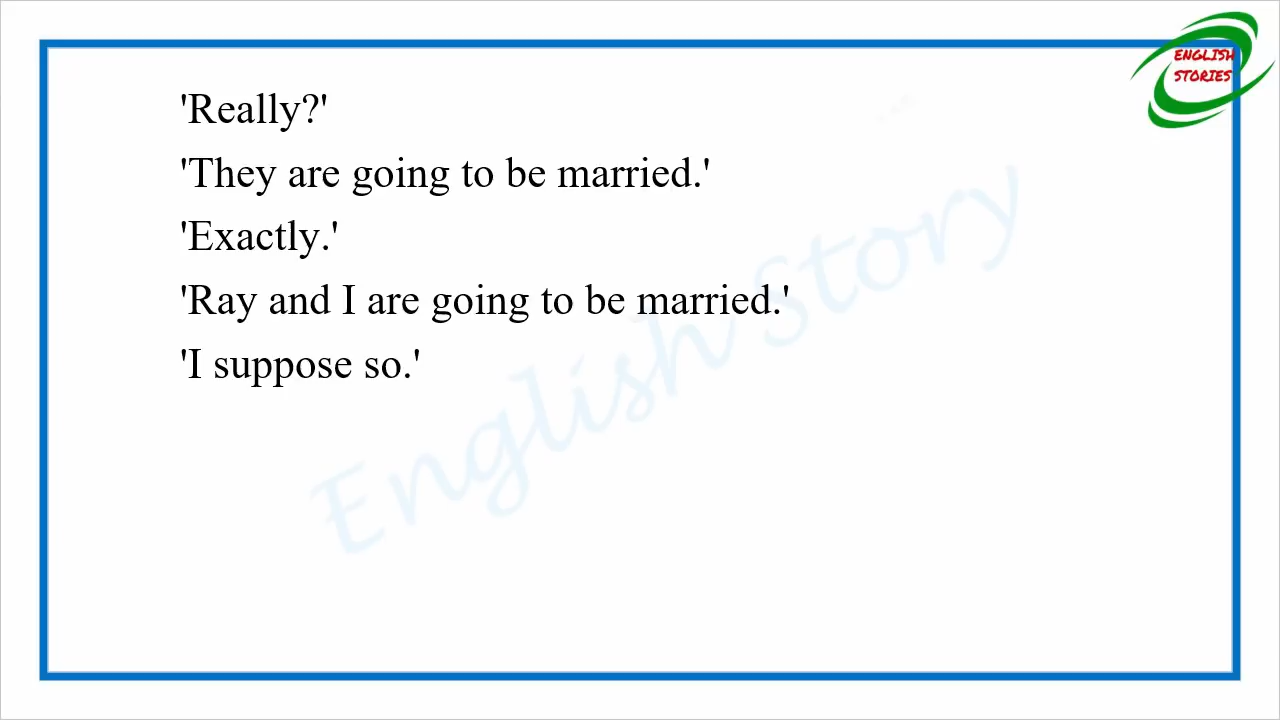 ENGLISH
STORIES
'Really?'
'They are going to be married.'
'Exactly.'
'Ray and I are going to be married.'
'I suppose so.'
English Story